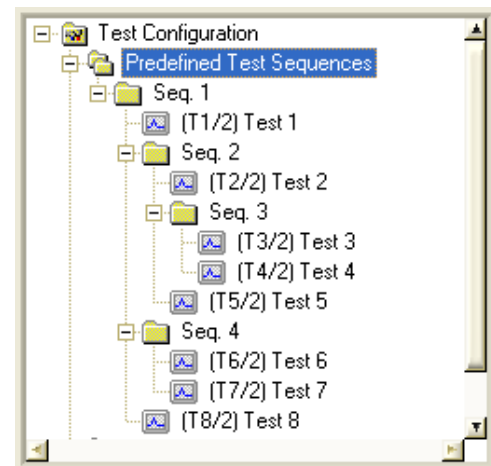 Test Configuration
Predefined Test Sequences
Seq. 1
(T1/2) Test 1
Seq. 2
(T2/2) Test 2
Seq. 3
(T3/2) Test 3
(T4/2) Test 4
(T5/2) Test 5
Seq. 4
(T6/2) Test 6
(T7/2) Test 7
(T8/2) Test 8